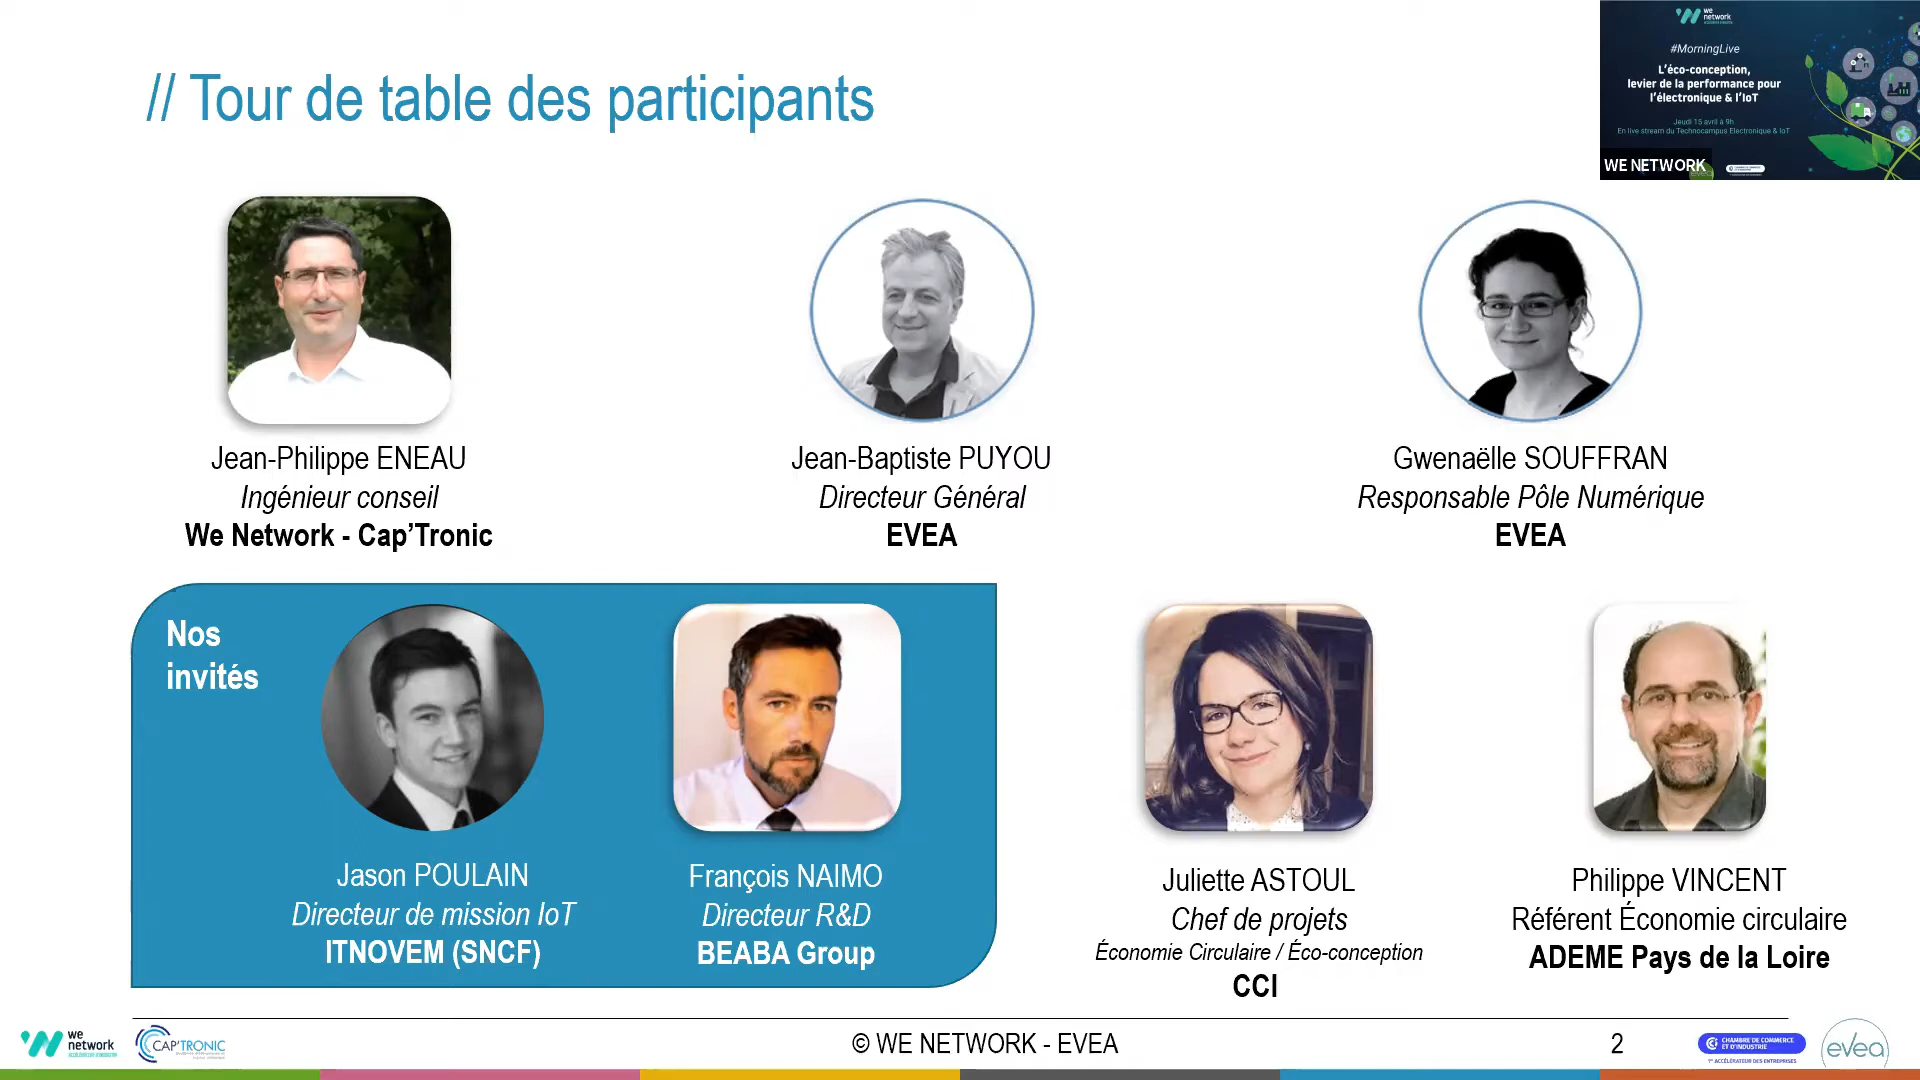 // Tour de table des participants
we
network
#MorningLive
L'éco-conception,
levier de la performance pour
l'électronique & l'IoT
Jeudi 15 avril à 9h
En live stream du Technocampus Electronique & IoT
WE NETWORK
Jean-Philippe ENEAU
Ingénieur conseil
We Network - Cap'Tronic
Jean-Baptiste PUYOU
Directeur Général
EVEA
Gwenaëlle SOUFFRAN
Responsable Pôle Numérique
EVEA
Nos
invités
Jason POULAIN
Directeur de mission IoT
ITNOVEM (SNCF)
François NAIMO
Directeur R&D
BEABA Group
Juliette ASTOUL
Chef de projets
Économie Circulaire / Éco-conception
CCI
Philippe VINCENT
Référent Économie circulaire
ADEME Pays de la Loire
we
network
CAP'TRONIC
© WE NETWORK - EVEA
2
CHAMBRE DE COMMERCE
ET D'INDUSTRIE
1er ACCÉLÉRATEUR DES ENTREPRISES
evea